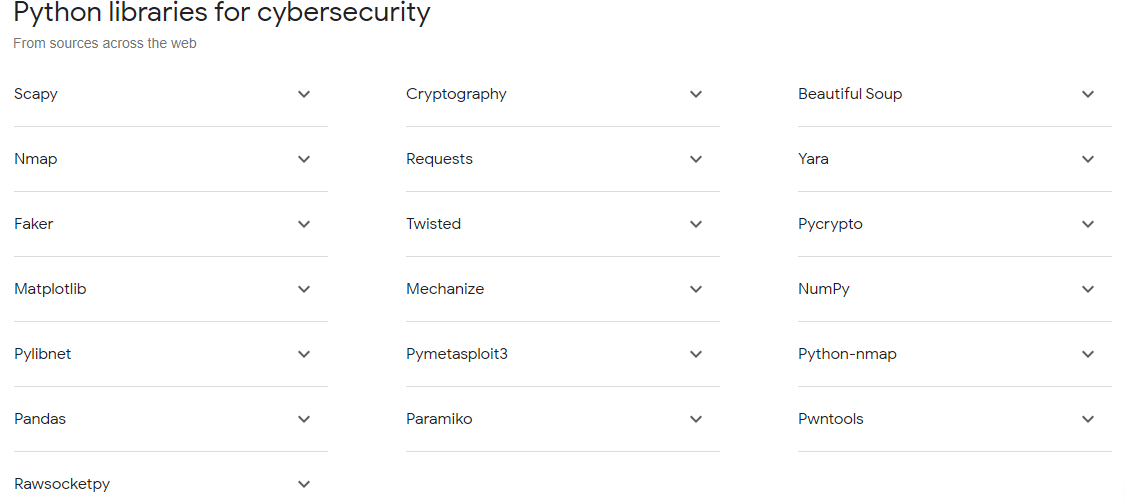 Python libraries for cybersecurity
From sources across the web
Scapy
Cryptography
Beautiful Soup
Nmap
Requests
Yara
Faker
Twisted
Pycrypto
Matplotlib
Mechanize
NumPy
Pylibnet
Pymetasploit3
Python-nmap
Pandas
Paramiko
Pwntools
Rawsocketpy